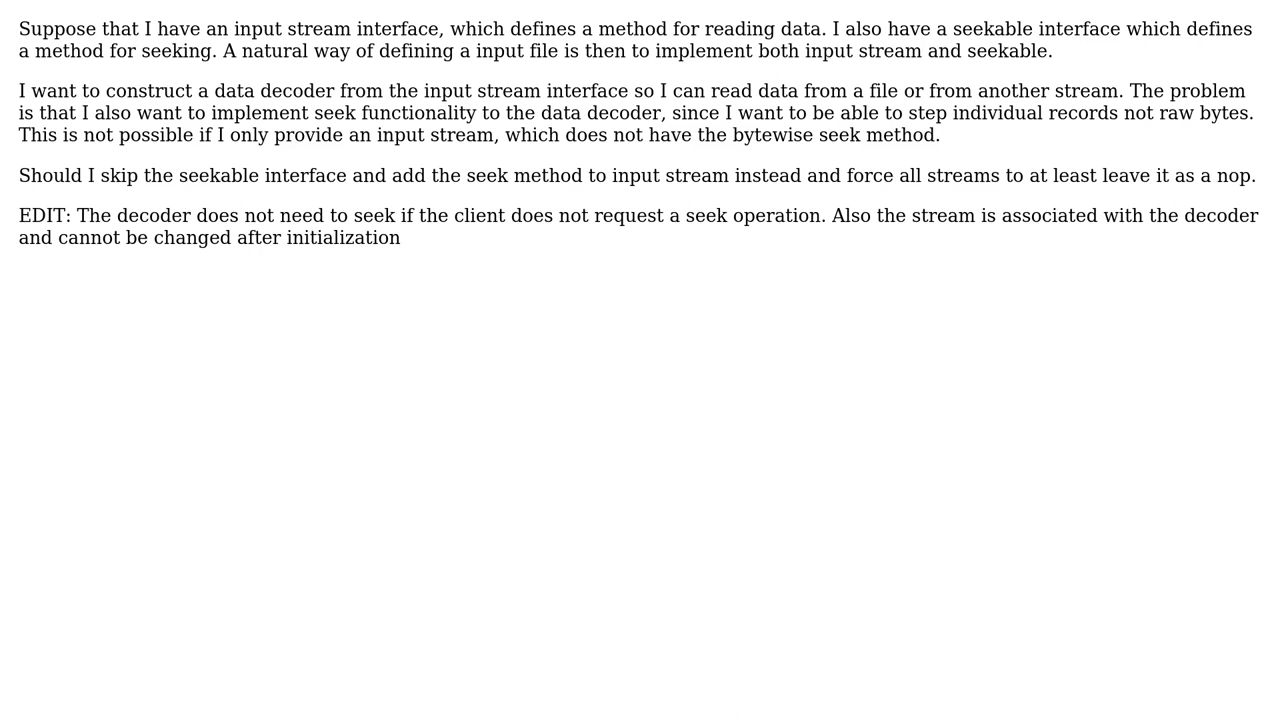 Suppose that I have an input stream interface, which defines a method for reading data. I also have a seekable interface which defines
a method for seeking. A natural way of defining a input file is then to implement both input stream and seekable.
I want to construct a data decoder from the input stream interface so I can read data from a file or from another stream. The problem
is that I also want to implement seek functionality to the data decoder, since I want to be able to step individual records not raw bytes.
This is not possible if I only provide an input stream, which does not have the bytewise seek method.
Should I skip the seekable interface and add the seek method to input stream instead and force all streams to at least leave it as a nop.
EDIT: The decoder does not need to seek if the client does not request a seek operation. Also the stream is associated with the decoder
and cannot be changed after initialization